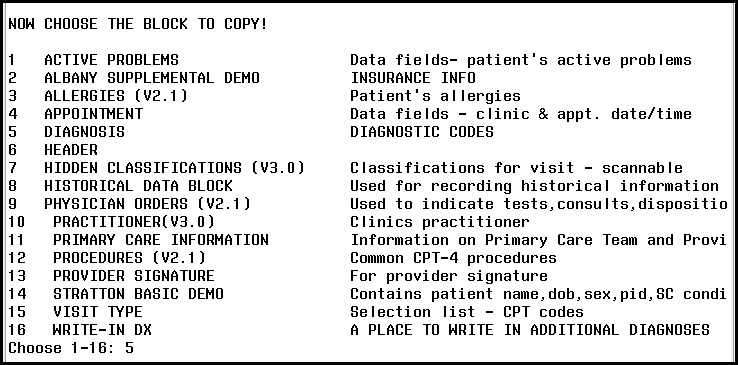 NOW CHOOSE THE BLOCK TO COPY!
1 ACTIVE PROBLEMS Data fields- patient's active problems
2 ALBANY SUPPLEMENTAL DEMO INSURANCE INFO
3 ALLERGIES (V2.1) Patient's allergies
4 APPOINTMENT Data fields - clinic & appt. date/time
5 DIAGNOSIS DIAGNOSTIC CODES
6 HEADER
7 HIDDEN CLASSIFICATIONS (V3.0) Classifications for visit - scannable
8 HISTORICAL DATA BLOCK Used for recording historical information
9 PHYSICIAN ORDERS (V2.1) Used to indicate tests,consults,dispositio
10 PRACTITIONER(V3.0) Clinics practitioner
11 PRIMARY CARE INFORMATION Information on Primary Care Team and Provi
12 PROCEDURES (V2.1) Common CPT-4 procedures
13 PROVIDER SIGNATURE For provider signature
14 STRATTON BASIC DEMO Contains patient name,dob,sex,pid,SC condi
15 VISIT TYPE Selection list - CPT codes
16 WRITE-IN DX A PLACE TO WRITE IN ADDITIONAL DIAGNOSES
Choose 1-16: 5